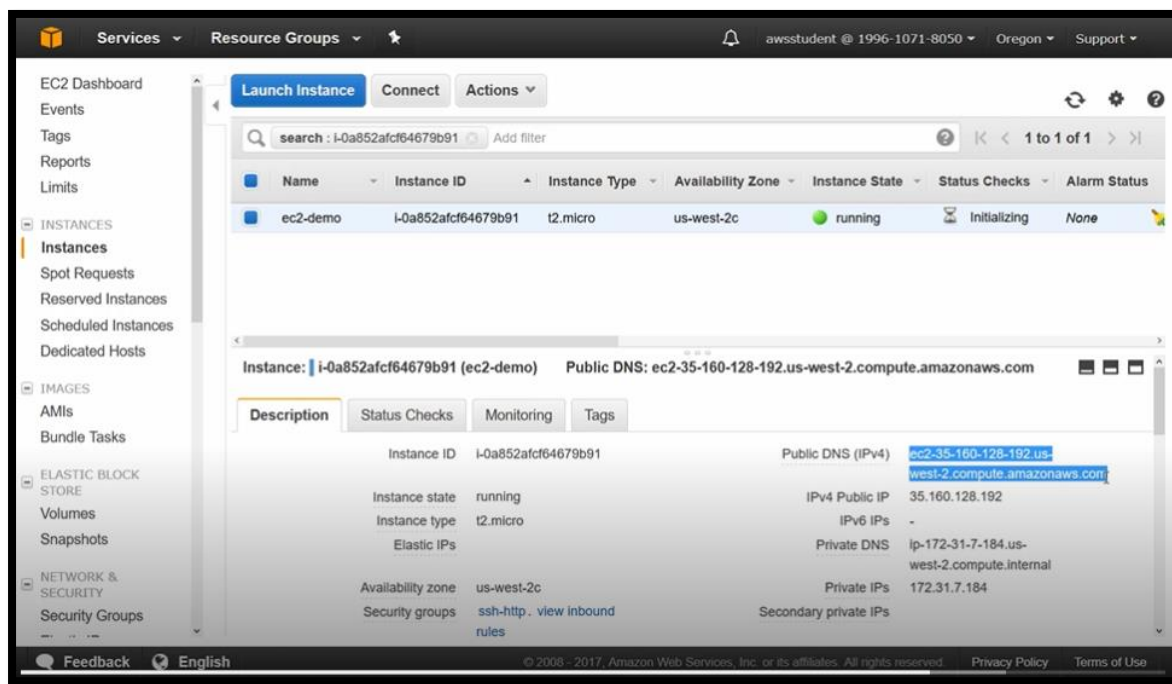 Services Resource Groups awsstudent @ 1996-1071-8050 Oregon Support
EC2 Dashboard
Events
Tags
Reports
Limits
INSTANCES
Instances
Spot Requests
Reserved Instances
Scheduled Instances
Dedicated Hosts
IMAGES
AMIs
Bundle Tasks
ELASTIC BLOCK
STORE
Volumes
Snapshots
NETWORK &
SECURITY
Security Groups
Launch Instance Connect Actions
search : i-0a852afcf64679b91 Add filter 1 to 1 of 1
Name Instance ID Instance Type Availability Zone Instance State Status Checks Alarm Status
ec2-demo i-0a852afcf64679b91 t2.micro us-west-2c running Initializing None
Instance: i-0a852afcf64679b91 (ec2-demo) Public DNS: ec2-35-160-128-192.us-west-2.compute.amazonaws.com
Description Status Checks Monitoring Tags
Instance ID i-0a852afcf64679b91 Public DNS (IPv4) ec2-35-160-128-192.us-
west-2.compute.amazonaws.com
Instance state running IPv4 Public IP 35.160.128.192
Instance type t2.micro IPv6 IPs -
Elastic IPs Private DNS ip-172-31-7-184.us-
west-2.compute.internal
Availability zone us-west-2c Private IPs 172.31.7.184
Security groups ssh-http . view inbound Secondary private IPs
rules
Feedback English © 2008 - 2017, Amazon Web Services, Inc. or its affiliates. All rights reserved. Privacy Policy Terms of Use